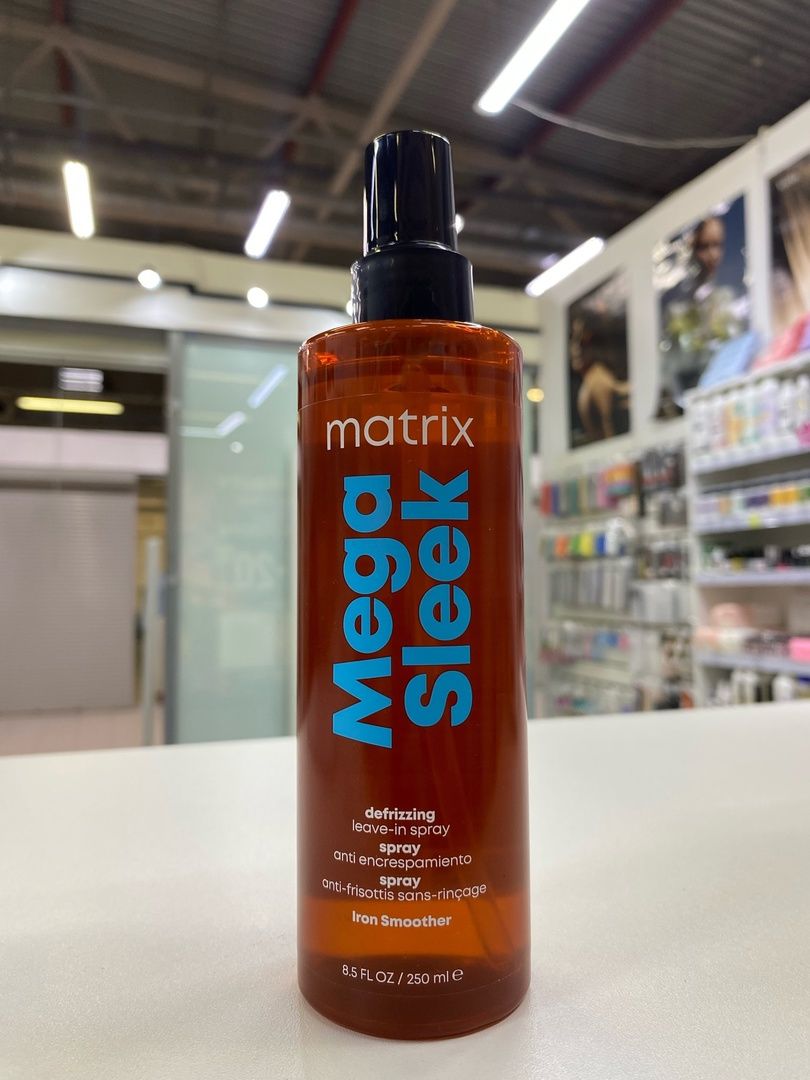 matrix
Mega
Sleek
defrizzing
leave-in spray
spray
anti encrespamiento
spray
anti-frisottis sans-rinçage
Iron Smoother
8.5 FL OZ / 250 ml e